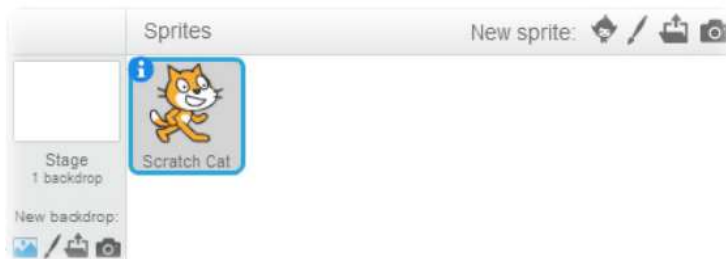 Sprites
New sprite:
i
Scratch Cat
Stage
1 backdrop
New backdrop: